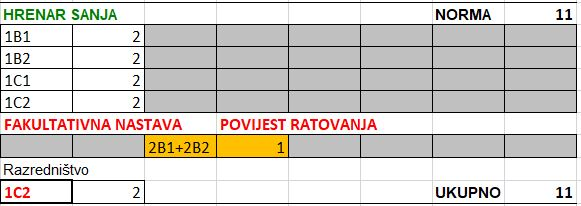 HRENAR SANJA NORMA 11
1B1 2
1B2 2
1C1 2
1C2 2
FAKULTATIVNA NASTAVA POVIJEST RATOVANJA
2B1+2B2 1
Razredništvo
1C2 2 UKUPNO 11